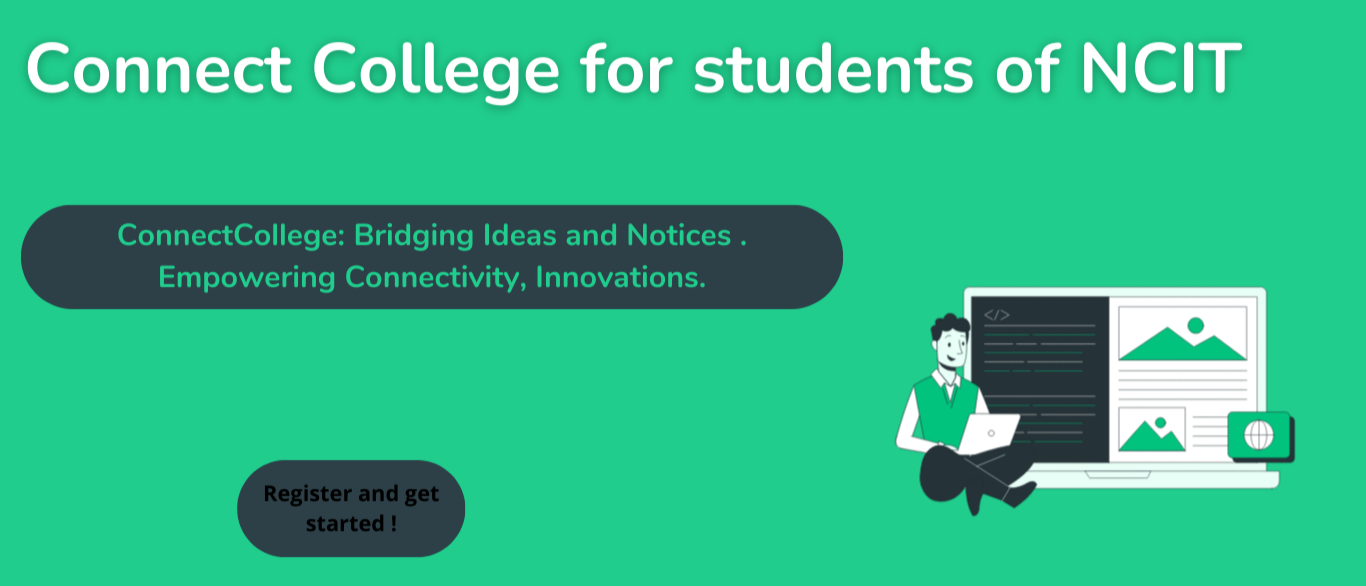 Connect College for students of NCIT
ConnectCollege: Bridging Ideas and Notices .
Empowering Connectivity, Innovations.
</>
Register and get
started !